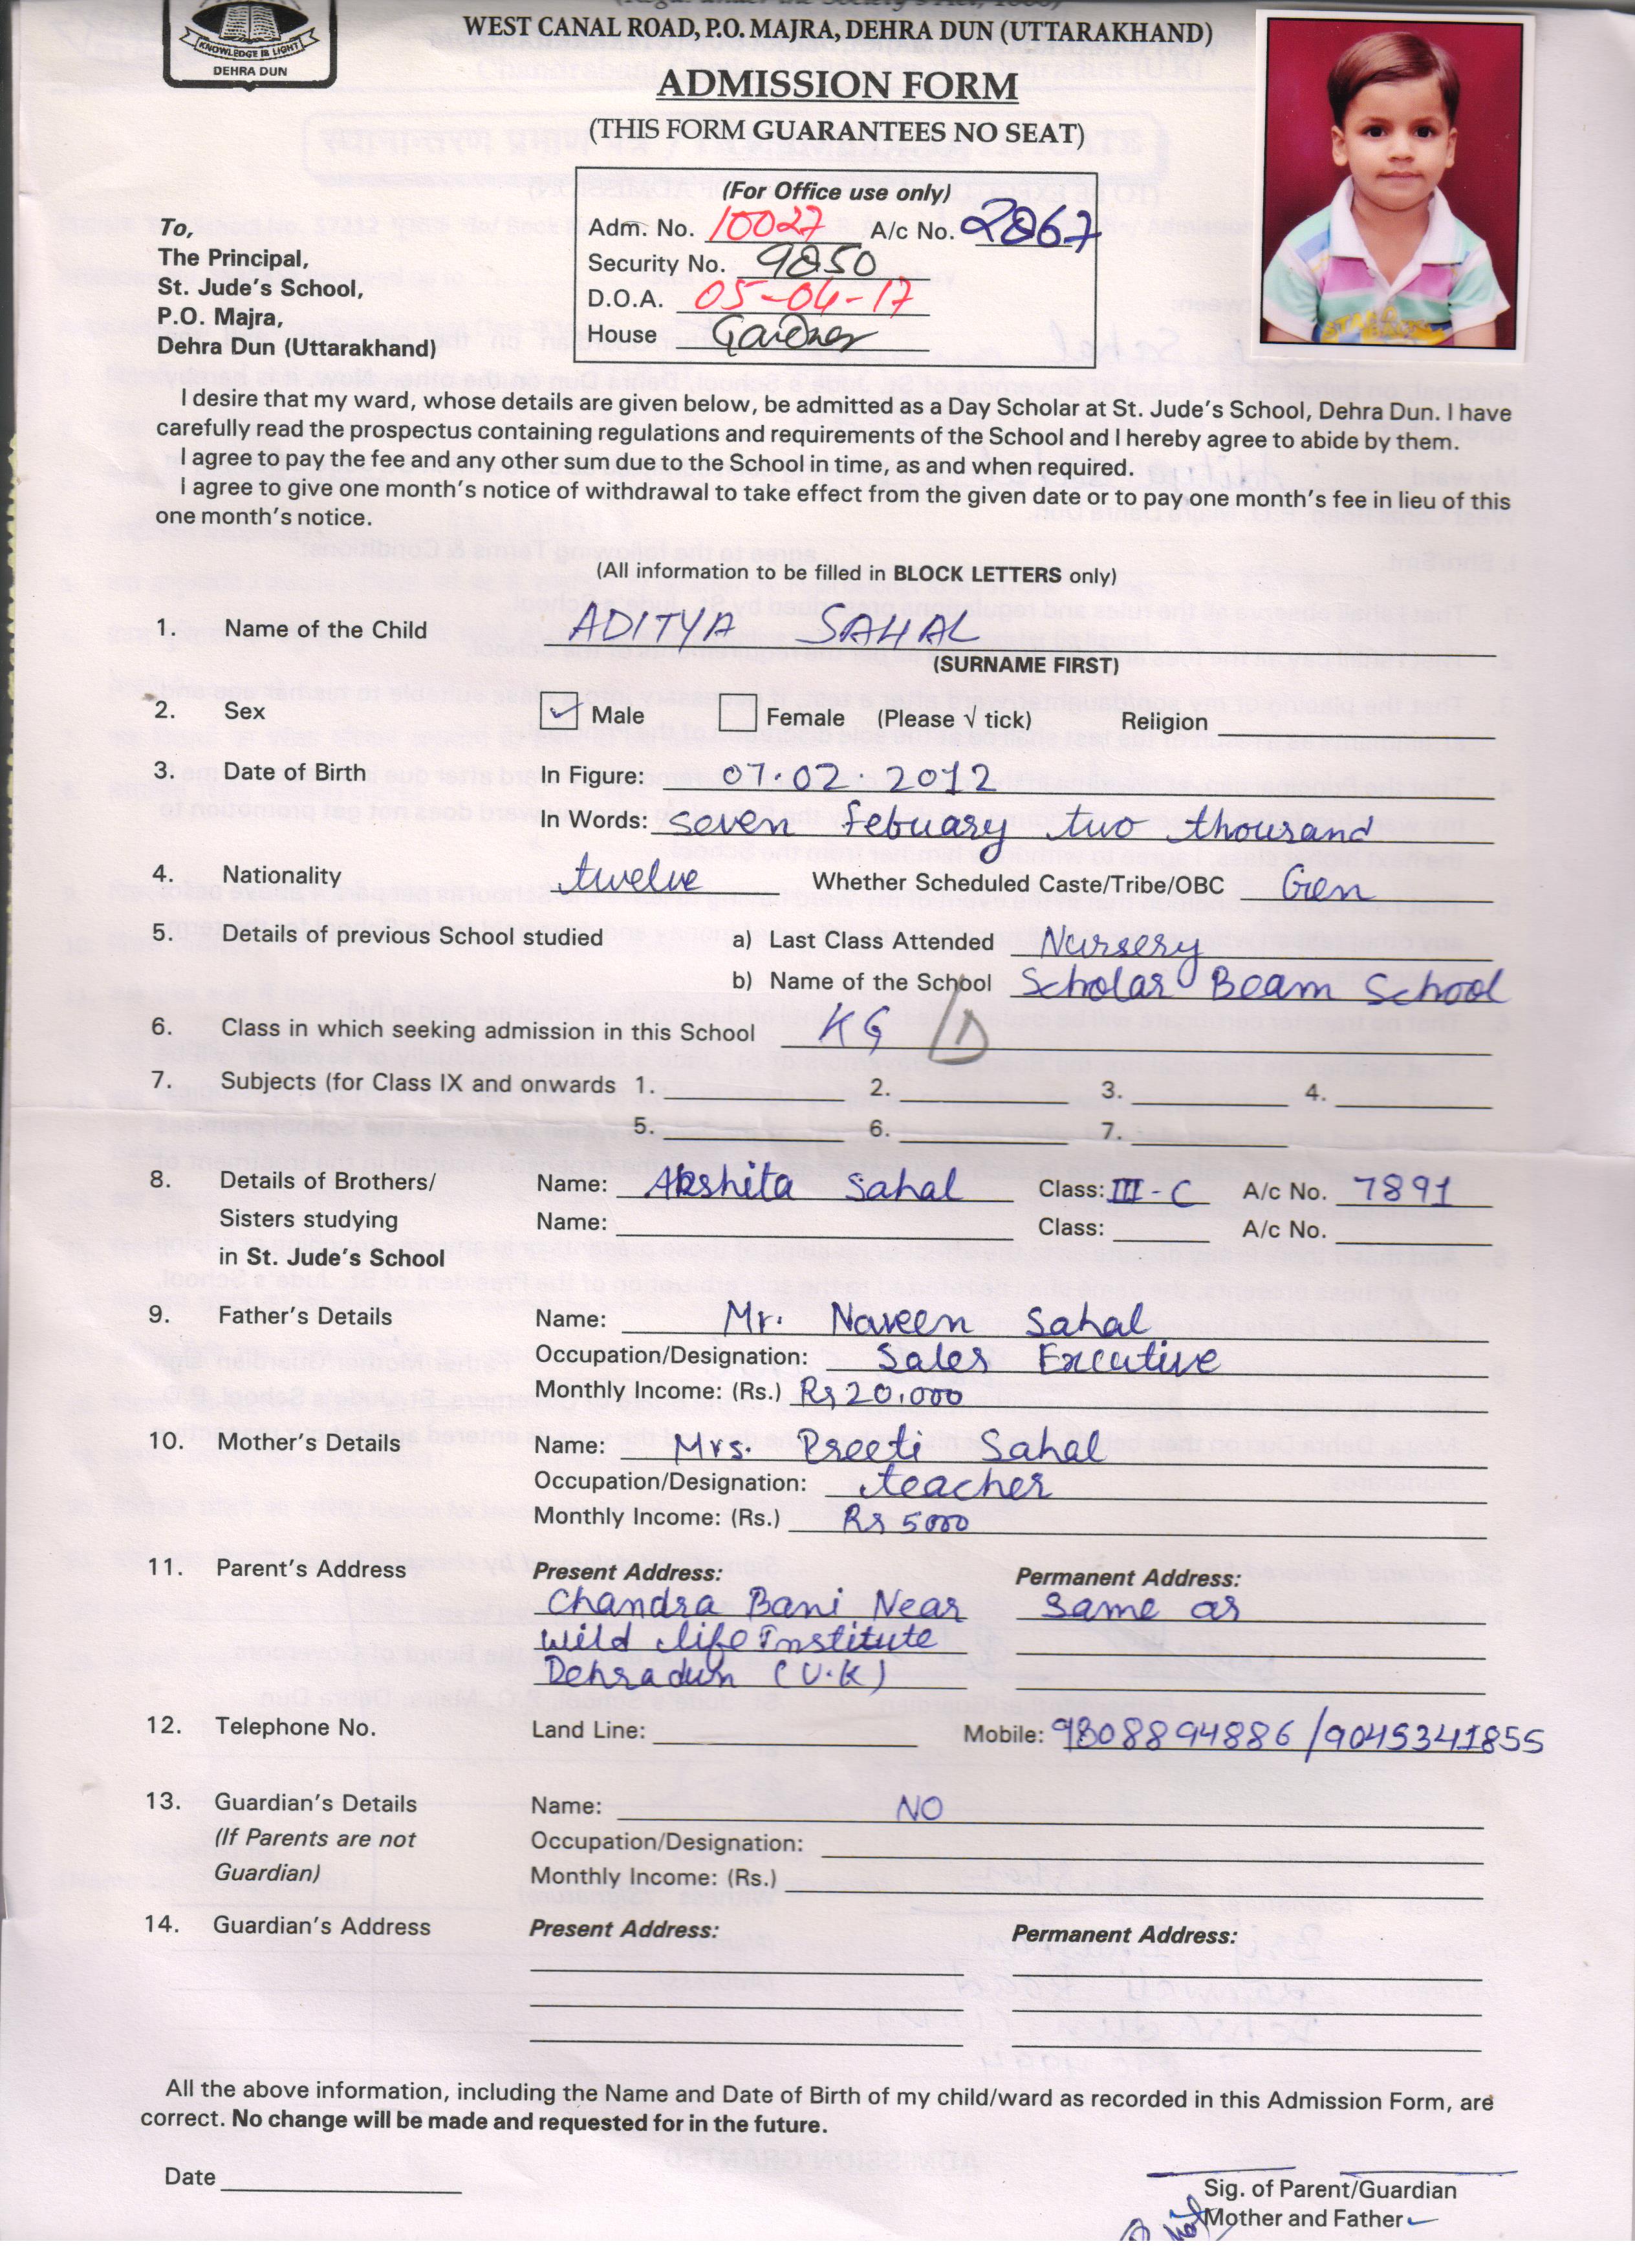 KNOWLEDGE IS LIGHT
DEHRA DUN
WEST CANAL ROAD, P.O. MAJRA, DEHRA DUN (UTTARAKHAND)
ADMISSION FORM
(THIS FORM GUARANTEES NO SEAT)
(For Office use only)
Adm. No. 10027 A/c No. 2867
Security No. 9850
D.O.A. 05-04-17
House Gardner
To,
The Principal,
St. Jude's School,
P.O. Majra,
Dehra Dun (Uttarakhand)
I desire that my ward, whose details are given below, be admitted as a Day Scholar at St. Jude's School, Dehra Dun. I have
carefully read the prospectus containing regulations and requirements of the School and I hereby agree to abide by them.
I agree to pay the fee and any other sum due to the School in time, as and when required.
I agree to give one month's notice of withdrawal to take effect from the given date or to pay one month's fee in lieu of this
one month's notice.
(All information to be filled in BLOCK LETTERS only)
1. Name of the Child ADITYA SAHAL
(SURNAME FIRST)
2. Sex Male Female (Please √ tick) Religion
3. Date of Birth In Figure: 07.02.2012
In Words: seven febuary two thousand
4. Nationality twelve Whether Scheduled Caste/Tribe/OBC Gen
5. Details of previous School studied a) Last Class Attended Nursery
b) Name of the School Scholar Beam School
6. Class in which seeking admission in this School KG D
7. Subjects (for Class IX and onwards 1. 2. 3. 4.
5. 6. 7.
8. Details of Brothers/ Name: Akshita Sahal Class: III-C A/c No. 7891
Sisters studying Name: Class: A/c No.
in St. Jude's School
9. Father's Details Name: Mr. Naveen Sahal
Occupation/Designation: Sales Excutive
Monthly Income: (Rs.) Rs 20,000
10. Mother's Details Name: Mrs. Preeti Sahal
Occupation/Designation: teacher
Monthly Income: (Rs.) Rs 5000
11. Parent's Address Present Address: Permanent Address:
Chandra Bani Near same as
wild life Institute
Dehradun (U.K)
12. Telephone No. Land Line: Mobile: 9808894886/9045341855
13. Guardian's Details Name: NO
(If Parents are not Occupation/Designation:
Guardian) Monthly Income: (Rs.)
14. Guardian's Address Present Address: Permanent Address:
All the above information, including the Name and Date of Birth of my child/ward as recorded in this Admission Form, are
correct. No change will be made and requested for in the future.
Date
Sig. of Parent/Guardian
Mother and Father